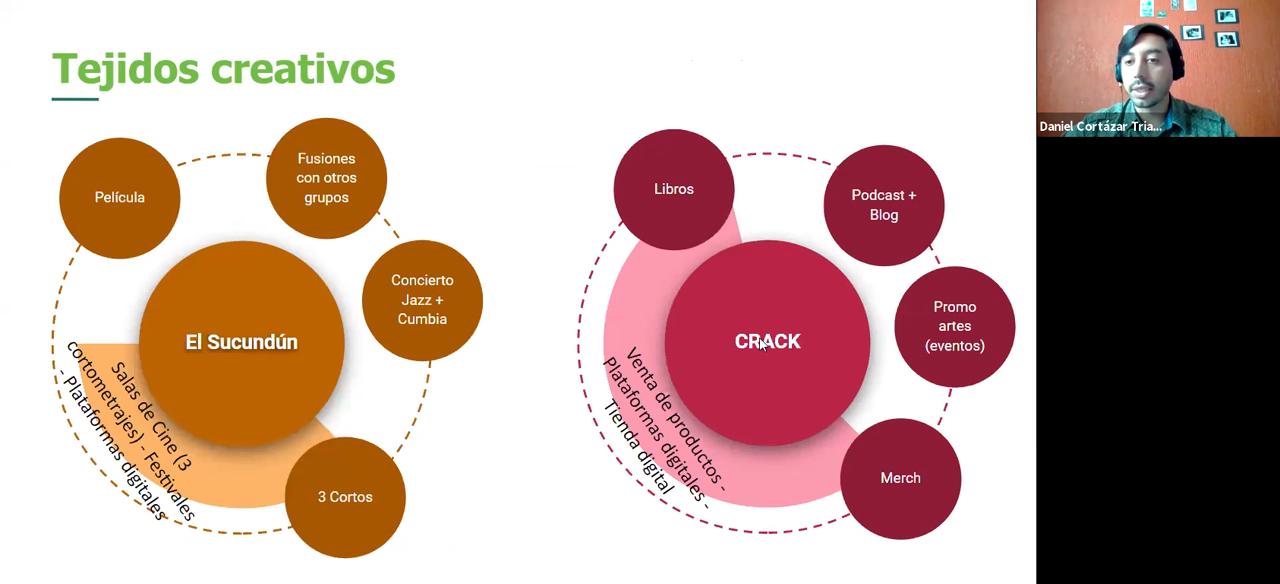 Tejidos creativos
Película
Fusiones
con otros
grupos
Concierto
Jazz +
Cumbia
El Sucundún
Salas de Cine (3
cortometrajes) - Festivales
- Plataformas digitales
3 Cortos
Libros
Podcast +
Blog
Promo
artes
(eventos)
CRACK
Venta de productos -
Plataformas digitales -
Tienda digital
Merch
Daniel Cortázar Tria...